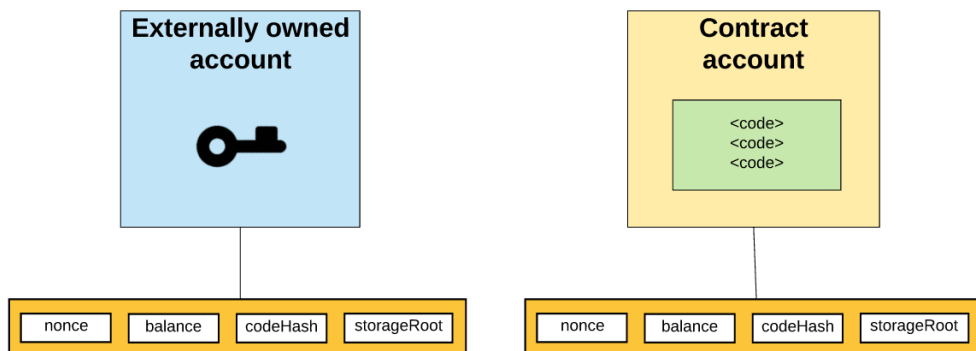 Externally owned
account
Contract
account
<code>
<code>
<code>
nonce
balance
codeHash
storageRoot
nonce
balance
codeHash
storageRoot